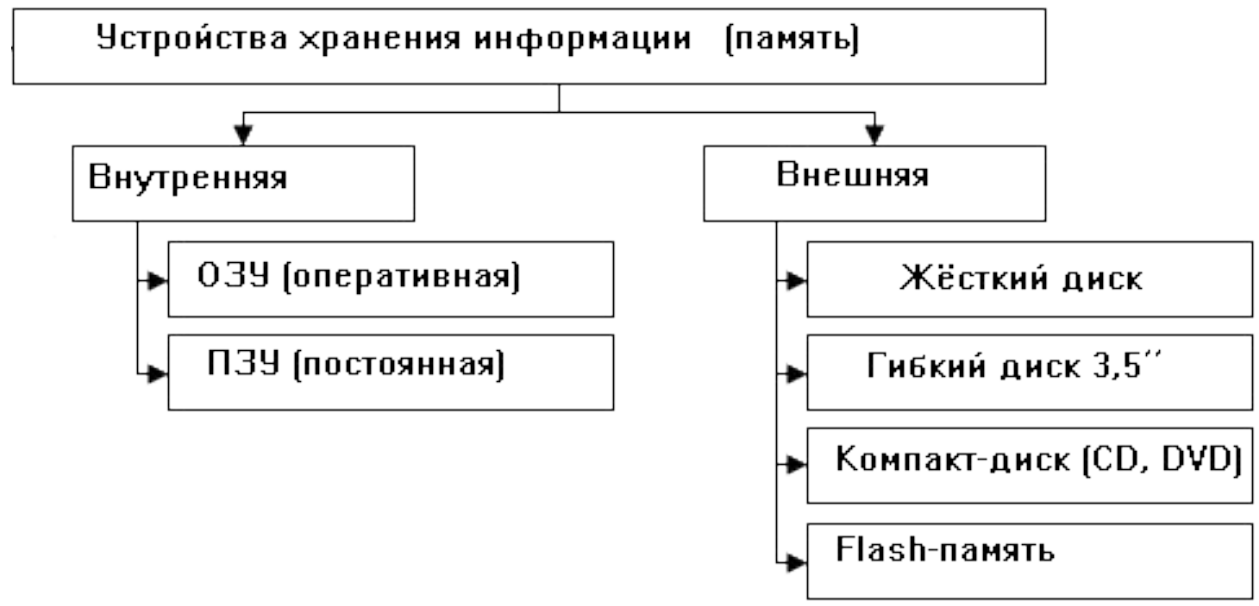 Устройства хранения информации (память)
Внутренняя
Внешняя
ОЗУ (оперативная)
ПЗУ (постоянная)
Жёсткий диск
Гибкий диск 3,5´´
Компакт-диск (CD, DVD)
Flash-память